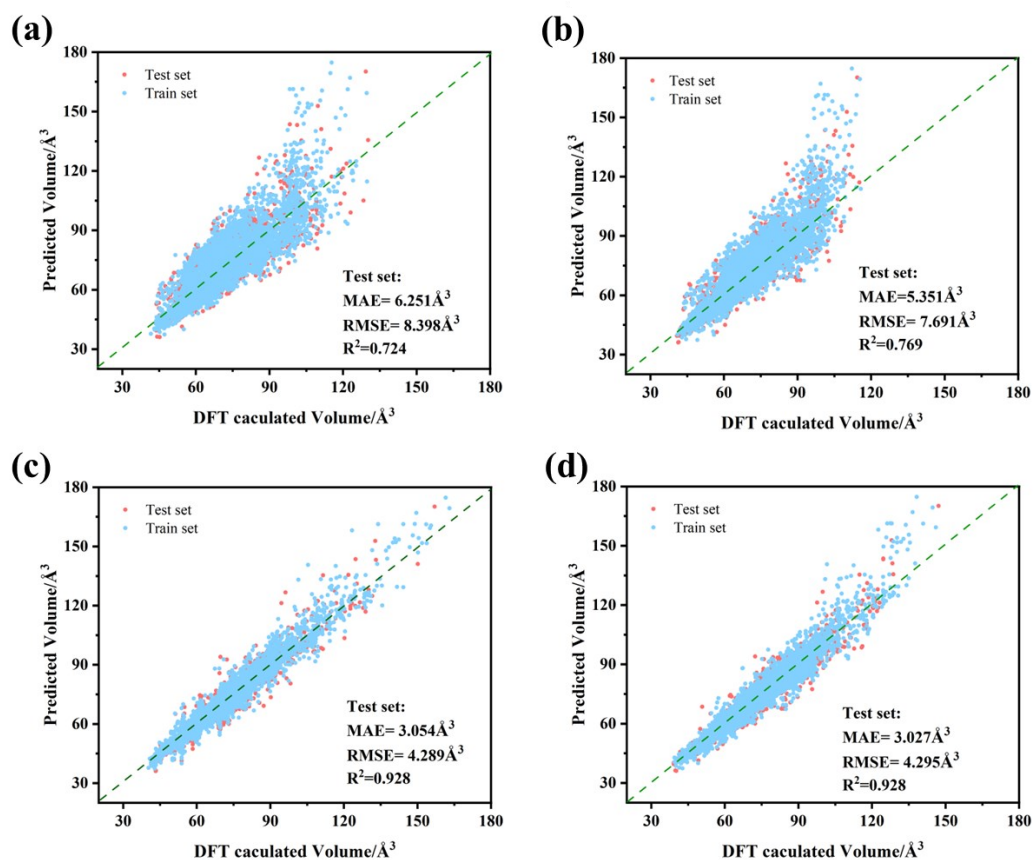 (a)
180
150
120
90
60
30
Predicted Volume/Å³
Test set
Train set
Test set:
MAE= 6.251Å³
RMSE= 8.398Å³
R²=0.724
30 60 90 120 150 180
DFT caculated Volume/Å³
(b)
180
150
120
90
60
30
Predicted Volume/Å³
Test set
Train set
Test set:
MAE=5.351Å³
RMSE= 7.691Å³
R²=0.769
30 60 90 120 150 180
DFT caculated Volume/Å³
(c)
180
150
120
90
60
30
Predicted Volume/Å³
Test set
Train set
Test set:
MAE= 3.054Å³
RMSE= 4.289Å³
R²=0.928
30 60 90 120 150 180
DFT caculated Volume/Å³
(d)
180
150
120
90
60
30
Predicted Volume/Å³
Test set
Train set
Test set:
MAE= 3.027Å³
RMSE= 4.295Å³
R²=0.928
30 60 90 120 150 180
DFT caculated Volume/Å³